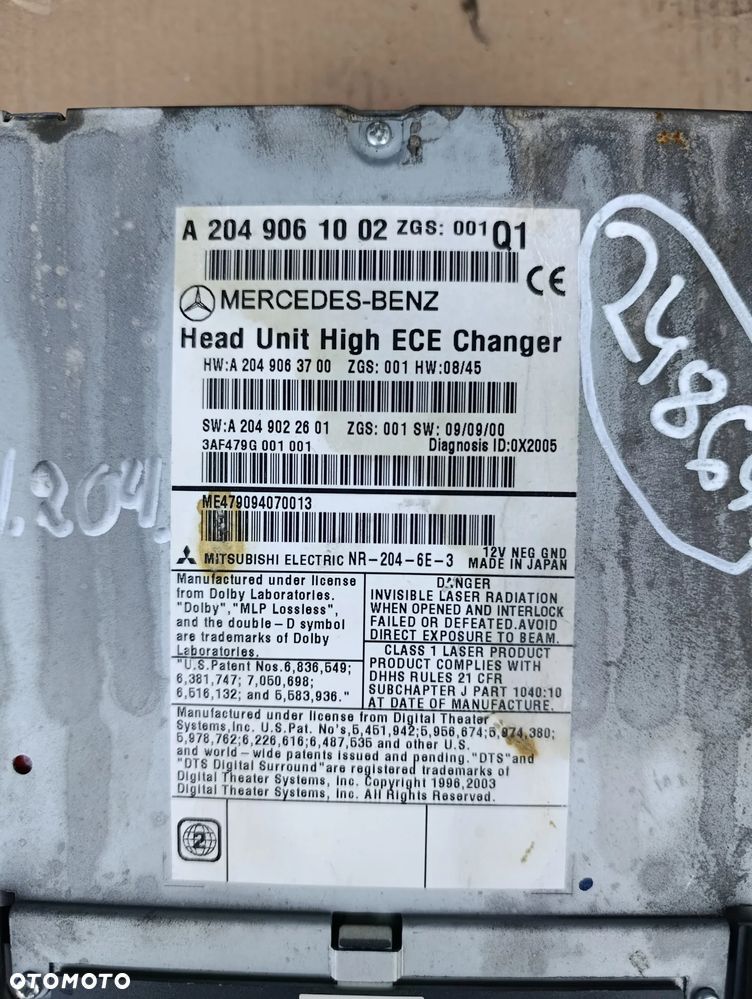 A 204 906 10 02 ZGS: 001 Q1
CE
MERCEDES-BENZ
Head Unit High ECE Changer
HW:A 204 906 37 00 ZGS: 001 HW:08/45
SW:A 204 902 26 01 ZGS: 001 SW: 09/09/00
3AF479G 001 001 Diagnosis ID:0X2005
ME479094070013
MITSUBISHI ELECTRIC NR-204-6E-3 12V NEG GND
MADE IN JAPAN
Manufactured under license
from Dolby Laboratories.
"Dolby","MLP Lossless",
and the double-D symbol
are trademarks of Dolby
Laboratories.
"U.S.Patent Nos.6,836,549;
6,381,747; 7,050,698;
6,516,132; and 5,583,936."
DANGER
INVISIBLE LASER RADIATION
WHEN OPENED AND INTERLOCK
FAILED OR DEFEATED.AVOID
DIRECT EXPOSURE TO BEAM.
CLASS 1 LASER PRODUCT
PRODUCT COMPLIES WITH
DHHS RULES 21 CFR
SUBCHAPTER J PART 1040:10
AT DATE OF MANUFACTURE.
Manufactured under license from Digital Theater
Systems,Inc. U.S.Pat. No's,5,451,942;5,956,674;5,974,380;
5,978,762;6,226,616;6,487,535 and other U.S.
and world-wide patents issued and pending."DTS"and
"DTS Digital Surround"are registered trademarks of
Digital Theater Systems, Inc. Copyright 1996,2003
Digital Theater Systems, Inc. All Rights Reserved.
2
.204.
OTOMOTO